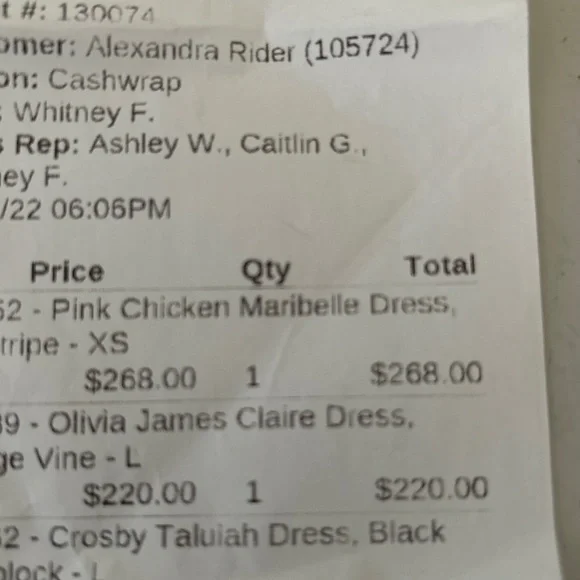 t #: 130074
omer: Alexandra Rider (105724)
on: Cashwrap
: Whitney F.
s Rep: Ashley W., Caitlin G.,
ey F.
/22 06:06PM
Price Qty Total
52 - Pink Chicken Maribelle Dress,
tripe - XS
$268.00 1 $268.00
39 - Olivia James Claire Dress,
ge Vine - L
$220.00 1 $220.00
52 - Crosby Taluiah Dress, Black
block - L